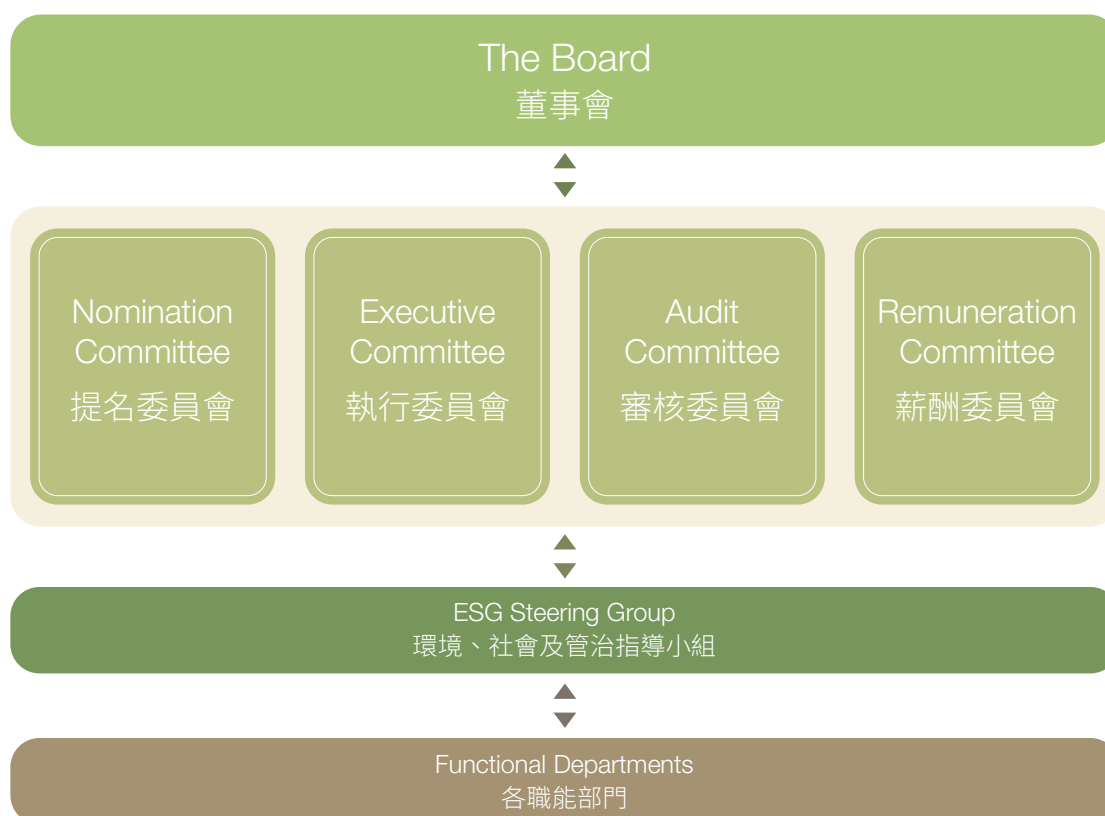 The Board
董事會
Nomination
Committee
提名委員會
Executive
Committee
執行委員會
Audit
Committee
審核委員會
Remuneration
Committee
薪酬委員會
ESG Steering Group
環境、社會及管治指導小組
Functional Departments
各職能部門